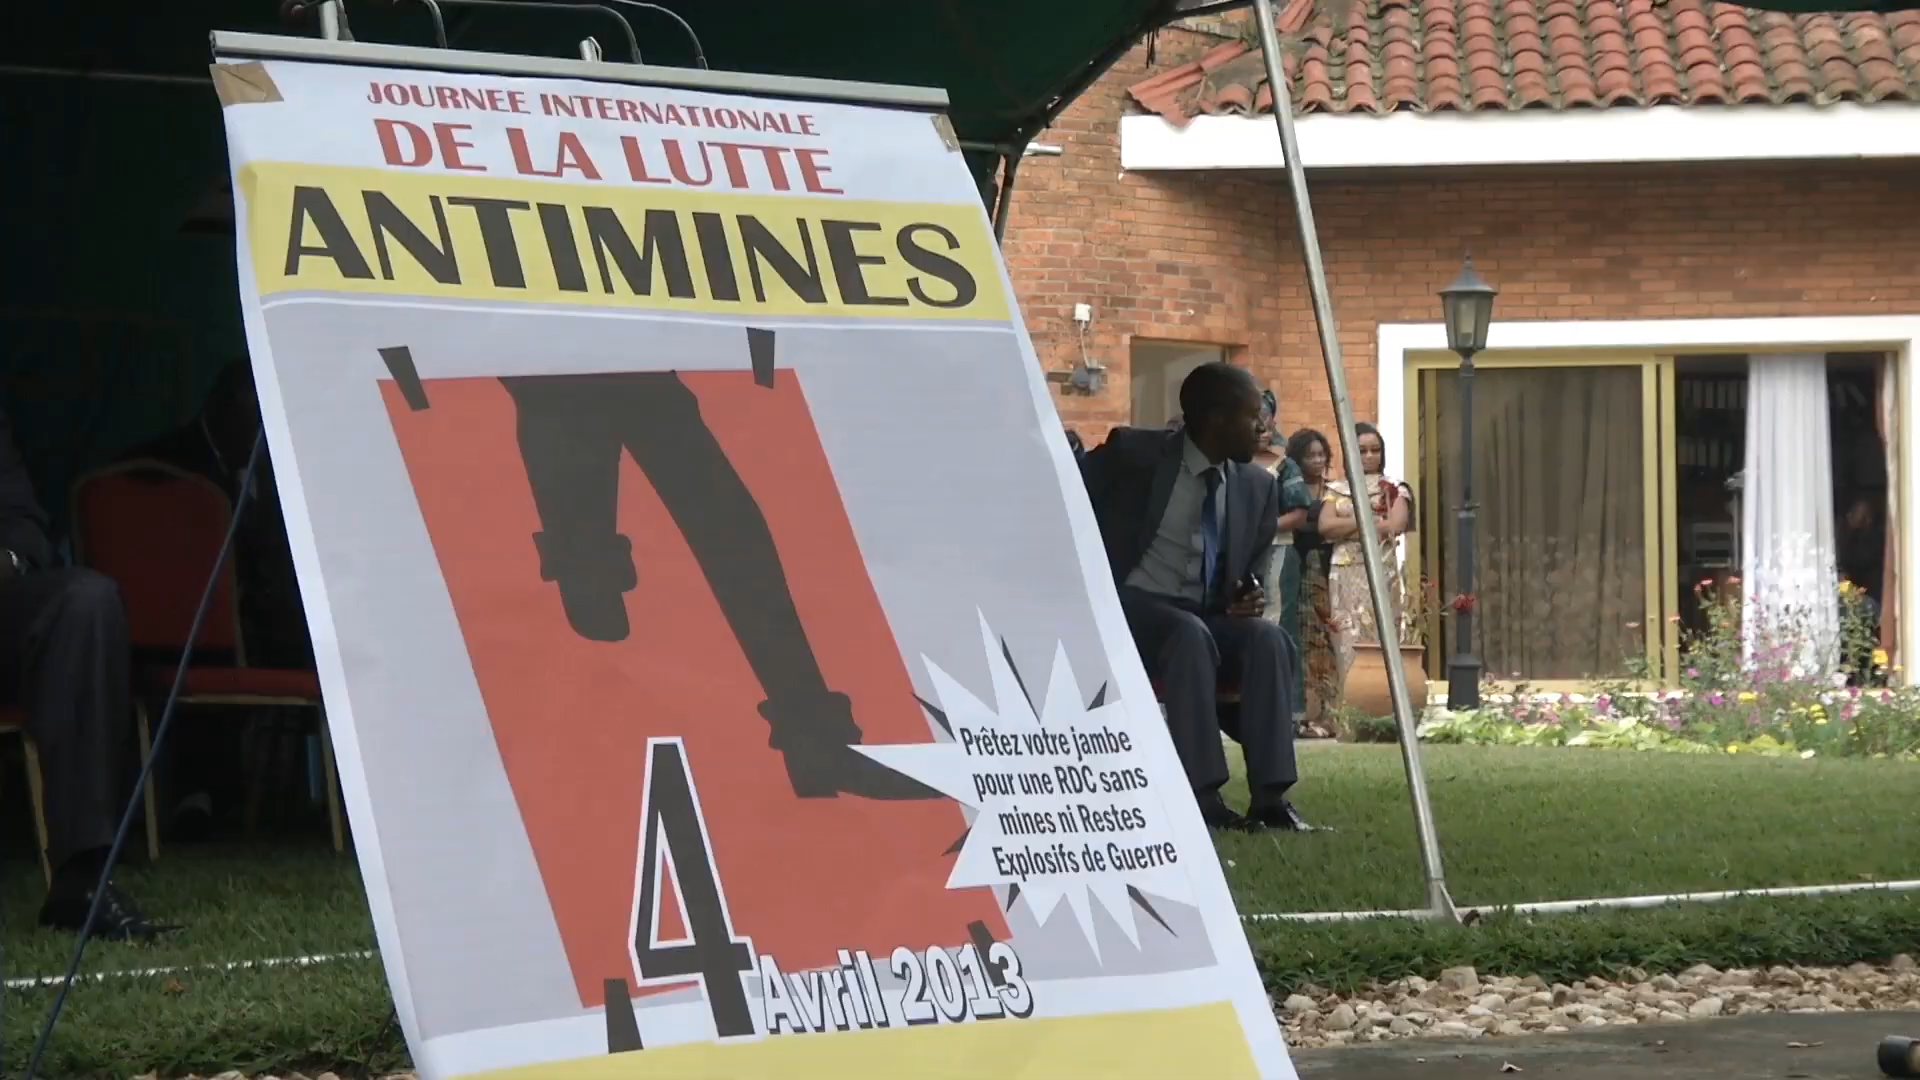 JOURNEE INTERNATIONALE
DE LA LUTTE
ANTIMINES
Prêtez votre jambe
pour une RDC sans
mines ni Restes
Explosifs de Guerre
4 Avril 2013